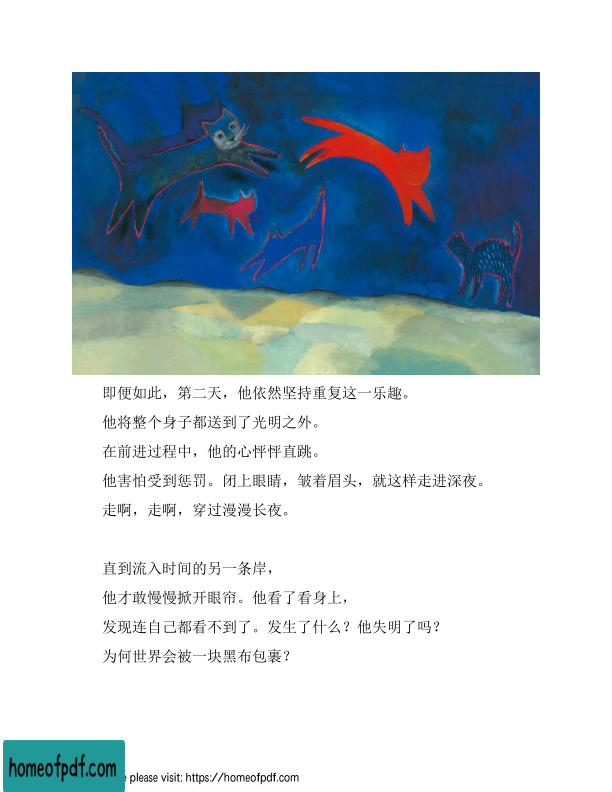 即便如此，第二天，他依然坚持重复这一乐趣。
他将整个身子都送到了光明之外。
在前进过程中，他的心怦怦直跳。
他害怕受到惩罚。闭上眼睛，皱着眉头，就这样走进深夜。
走啊，走啊，穿过漫漫长夜。
直到流入时间的另一条岸，
他才敢慢慢掀开眼帘。他看了看身上，
发现连自己都看不到了。发生了什么？他失明了吗？
为何世界会被一块黑布包裹？
homeofpdf.com
please visit: https://homeofpdf.com